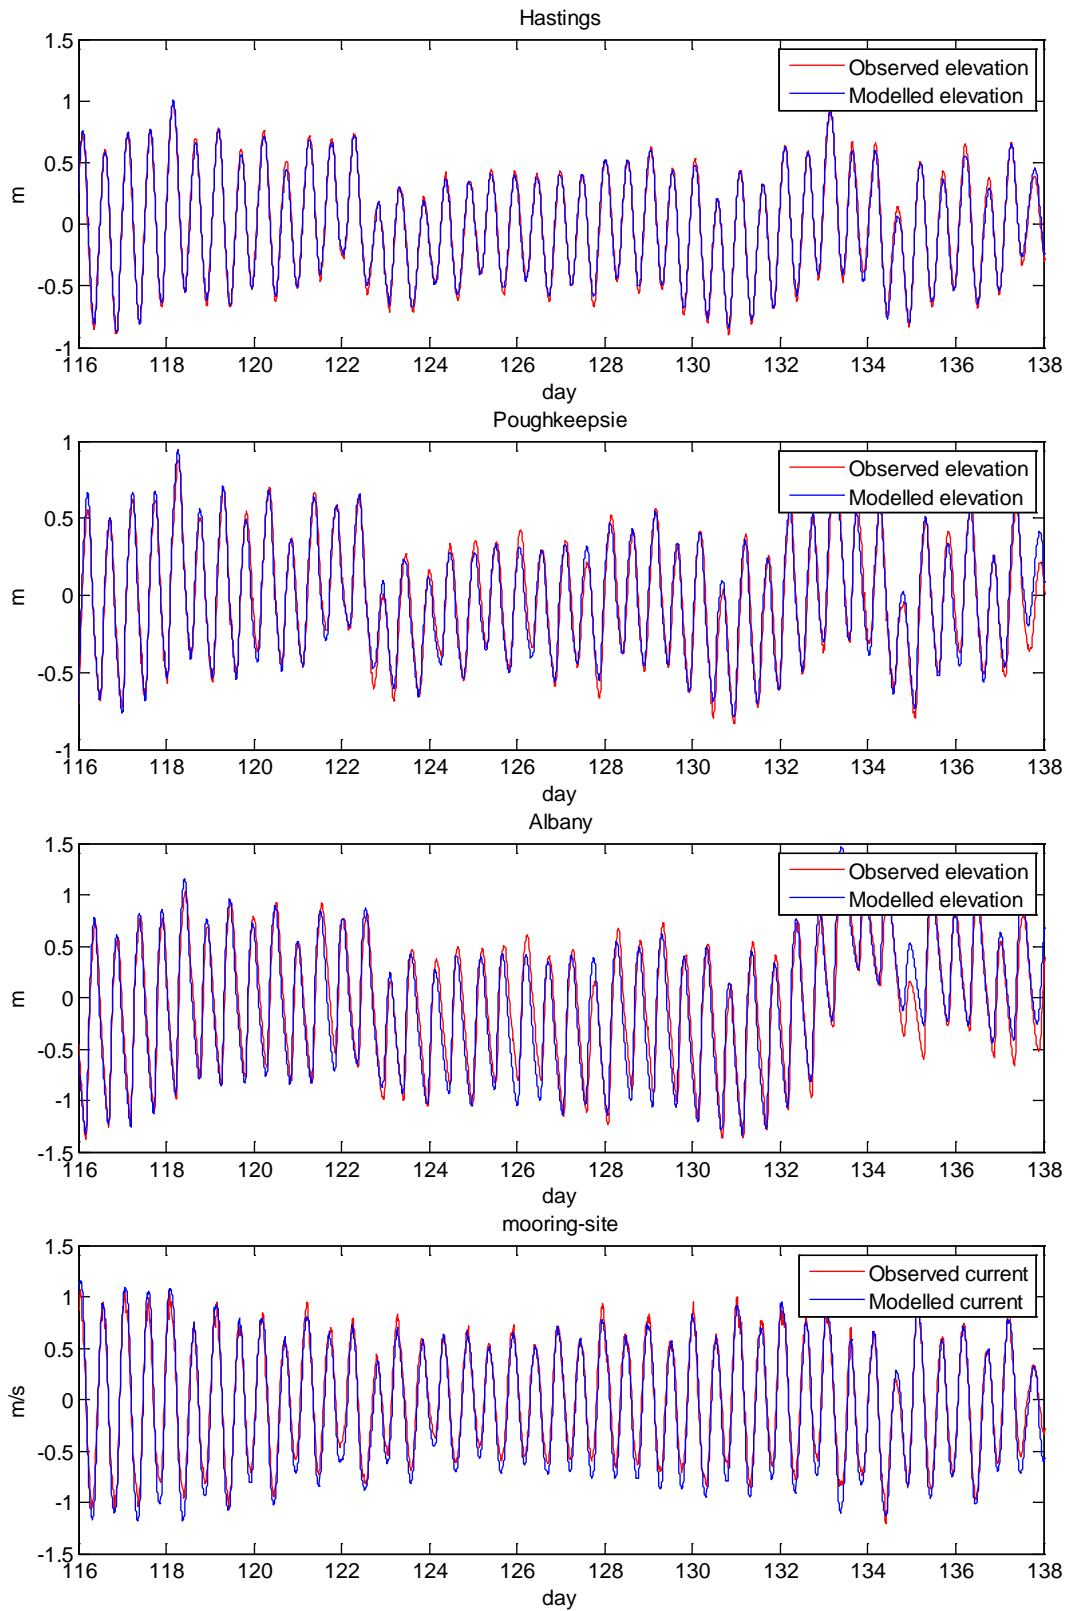 Hastings
1.5
1
0.5
0
-0.5
-1
m
Observed elevation
Modelled elevation
116 118 120 122 124 126 128 130 132 134 136 138
day
Poughkeepsie
1
0.5
0
-0.5
-1
m
Observed elevation
Modelled elevation
116 118 120 122 124 126 128 130 132 134 136 138
day
Albany
1.5
1
0.5
0
-0.5
-1
-1.5
m
Observed elevation
Modelled elevation
116 118 120 122 124 126 128 130 132 134 136 138
day
mooring-site
1.5
1
0.5
0
-0.5
-1
-1.5
m/s
Observed current
Modelled current
116 118 120 122 124 126 128 130 132 134 136 138
day